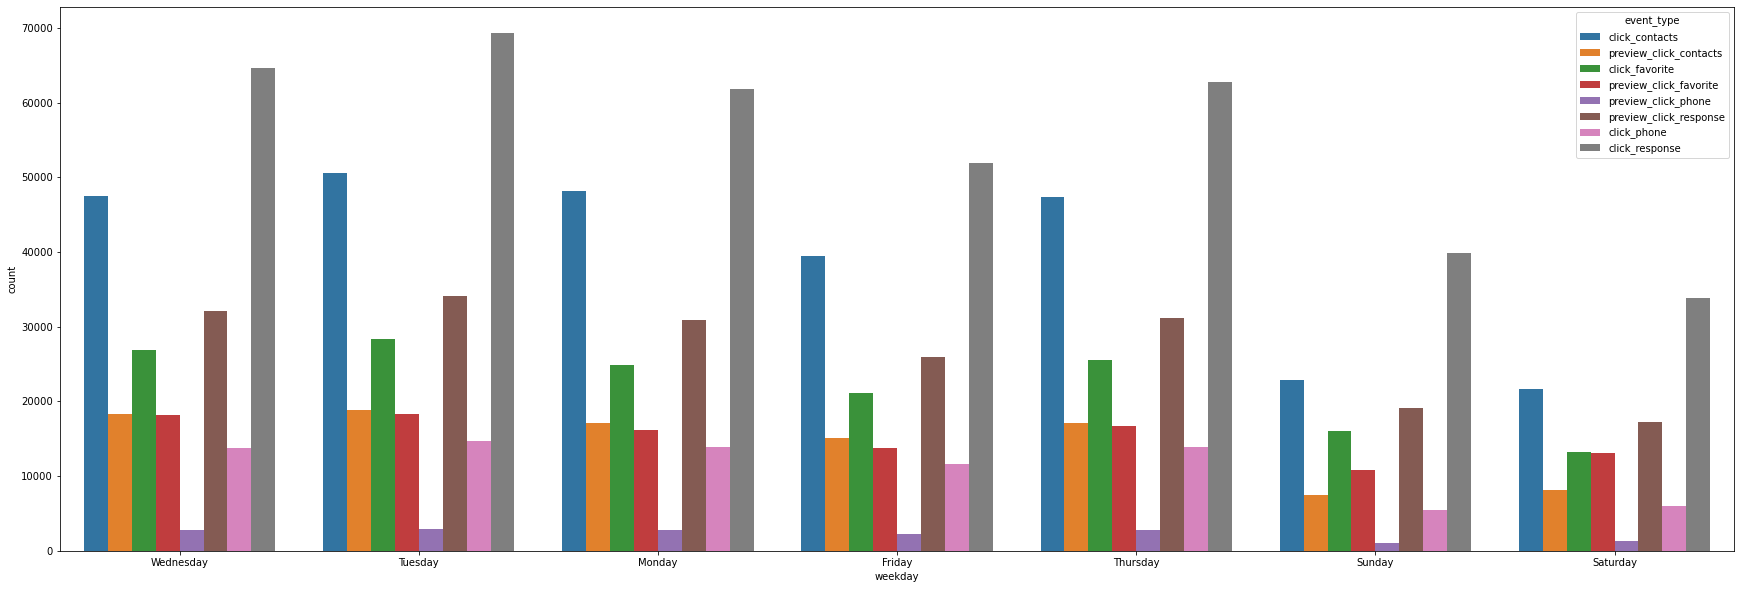 event_type
click_contacts
preview_click_contacts
click_favorite
preview_click_favorite
preview_click_phone
preview_click_response
click_phone
click_response
70000
60000
50000
40000
30000
20000
10000
0
count
Wednesday Tuesday Monday Friday Thursday Sunday Saturday
weekday